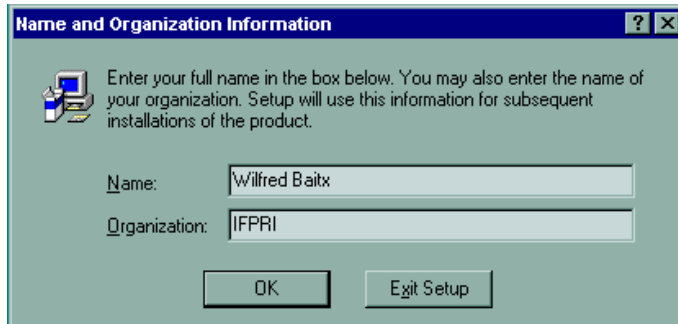 Name and Organization Information
Enter your full name in the box below. You may also enter the name of
your organization. Setup will use this information for subsequent
installations of the product.
Name: Wilfred Baitx
Organization: IFPRI
OK Exit Setup